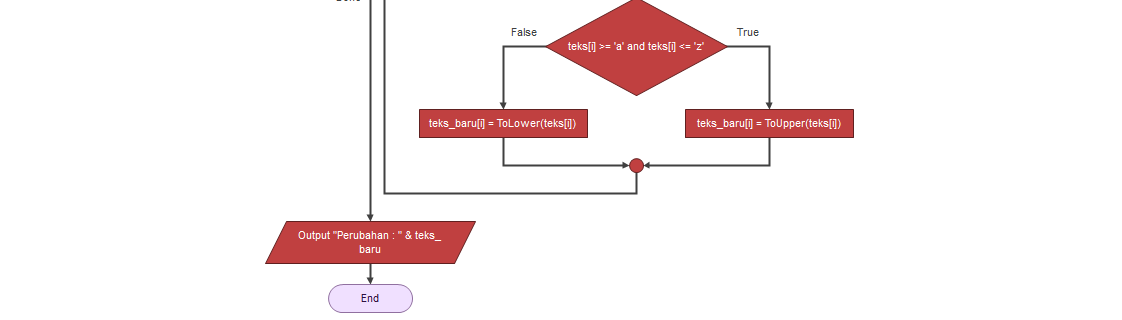 False
True
teks[i] >= 'a' and teks[i] <= 'z'
teks_baru[i] = ToLower(teks[i])
teks_baru[i] = ToUpper(teks[i])
Output "Perubahan : " & teks_
baru
End